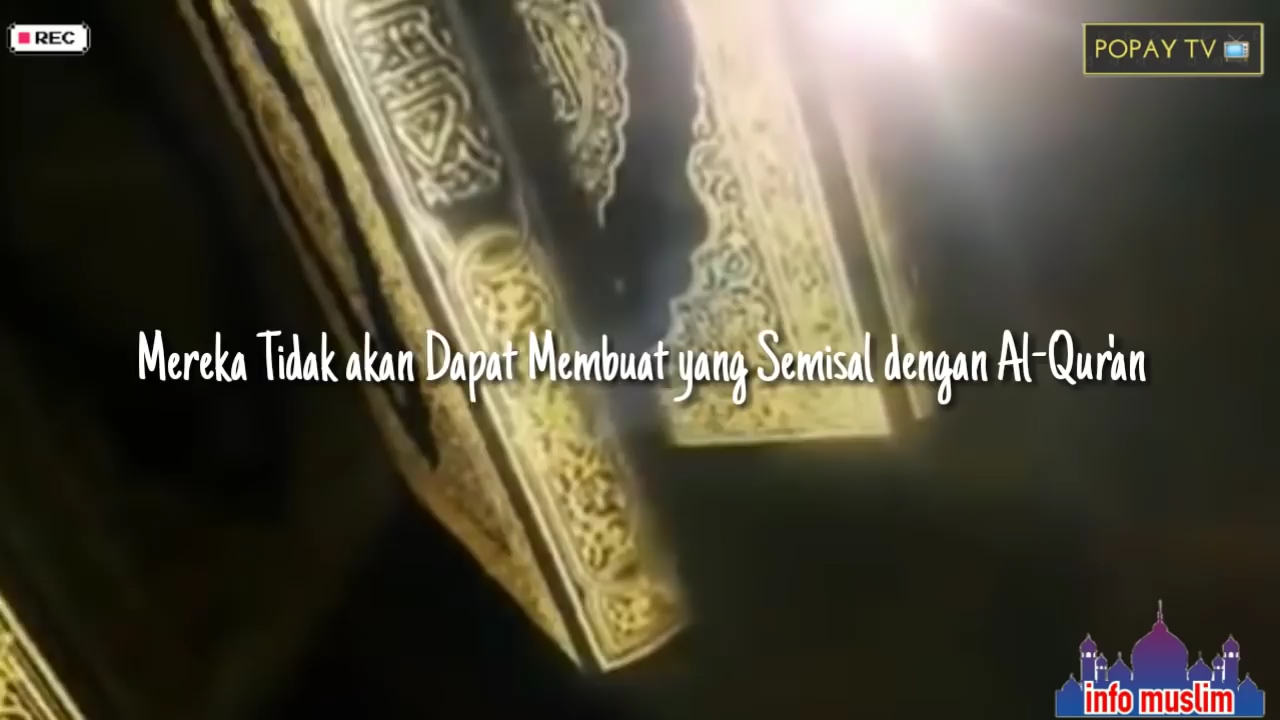 REC
POPAY TV
Mereka Tidak akan Dapat Membuat yang Semisal dengan Al-Qur'an
info muslim